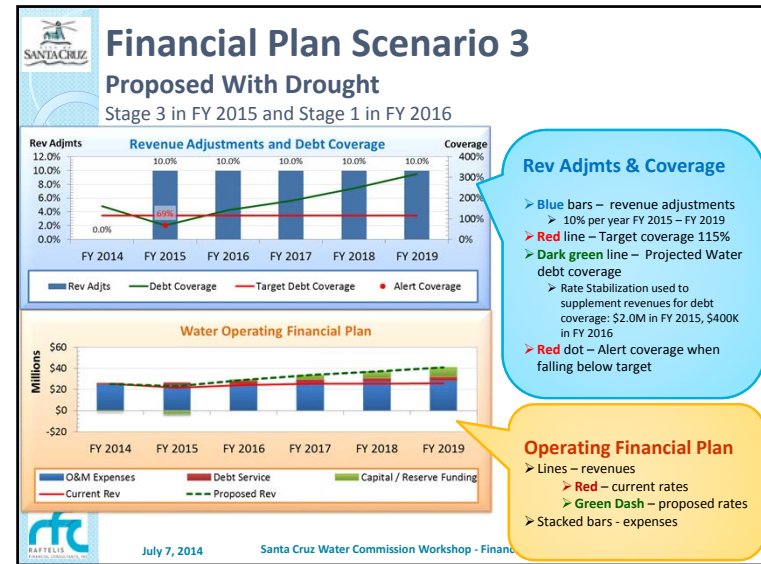 CITY OF
SANTA CRUZ
Financial Plan Scenario 3
Proposed With Drought
Stage 3 in FY 2015 and Stage 1 in FY 2016
Rev Adjmts
Revenue Adjustments and Debt Coverage
Coverage
12.0%
10.0%
8.0%
6.0%
4.0%
2.0%
0.0%
0.0%
10.0%
69%
10.0%
10.0%
10.0%
10.0%
400%
300%
200%
100%
0%
FY 2014 FY 2015 FY 2016 FY 2017 FY 2018 FY 2019
Rev Adjts Debt Coverage Target Debt Coverage Alert Coverage
Water Operating Financial Plan
Millions
$60
$40
$20
$0
-$20
FY 2014 FY 2015 FY 2016 FY 2017 FY 2018 FY 2019
O&M Expenses Debt Service Capital / Reserve Funding
Current Rev Proposed Rev
Rev Adjmts & Coverage
➢ Blue bars – revenue adjustments
➢ 10% per year FY 2015 – FY 2019
➢ Red line – Target coverage 115%
➢ Dark green line – Projected Water
debt coverage
➢ Rate Stabilization used to
supplement revenues for debt
coverage: $2.0M in FY 2015, $400K
in FY 2016
➢ Red dot – Alert coverage when
falling below target
Operating Financial Plan
➢ Lines – revenues
➢ Red – current rates
➢ Green Dash – proposed rates
➢ Stacked bars - expenses
rfc
RAFTELIS
FINANCIAL CONSULTANTS, INC
July 7, 2014
Santa Cruz Water Commission Workshop - Financ